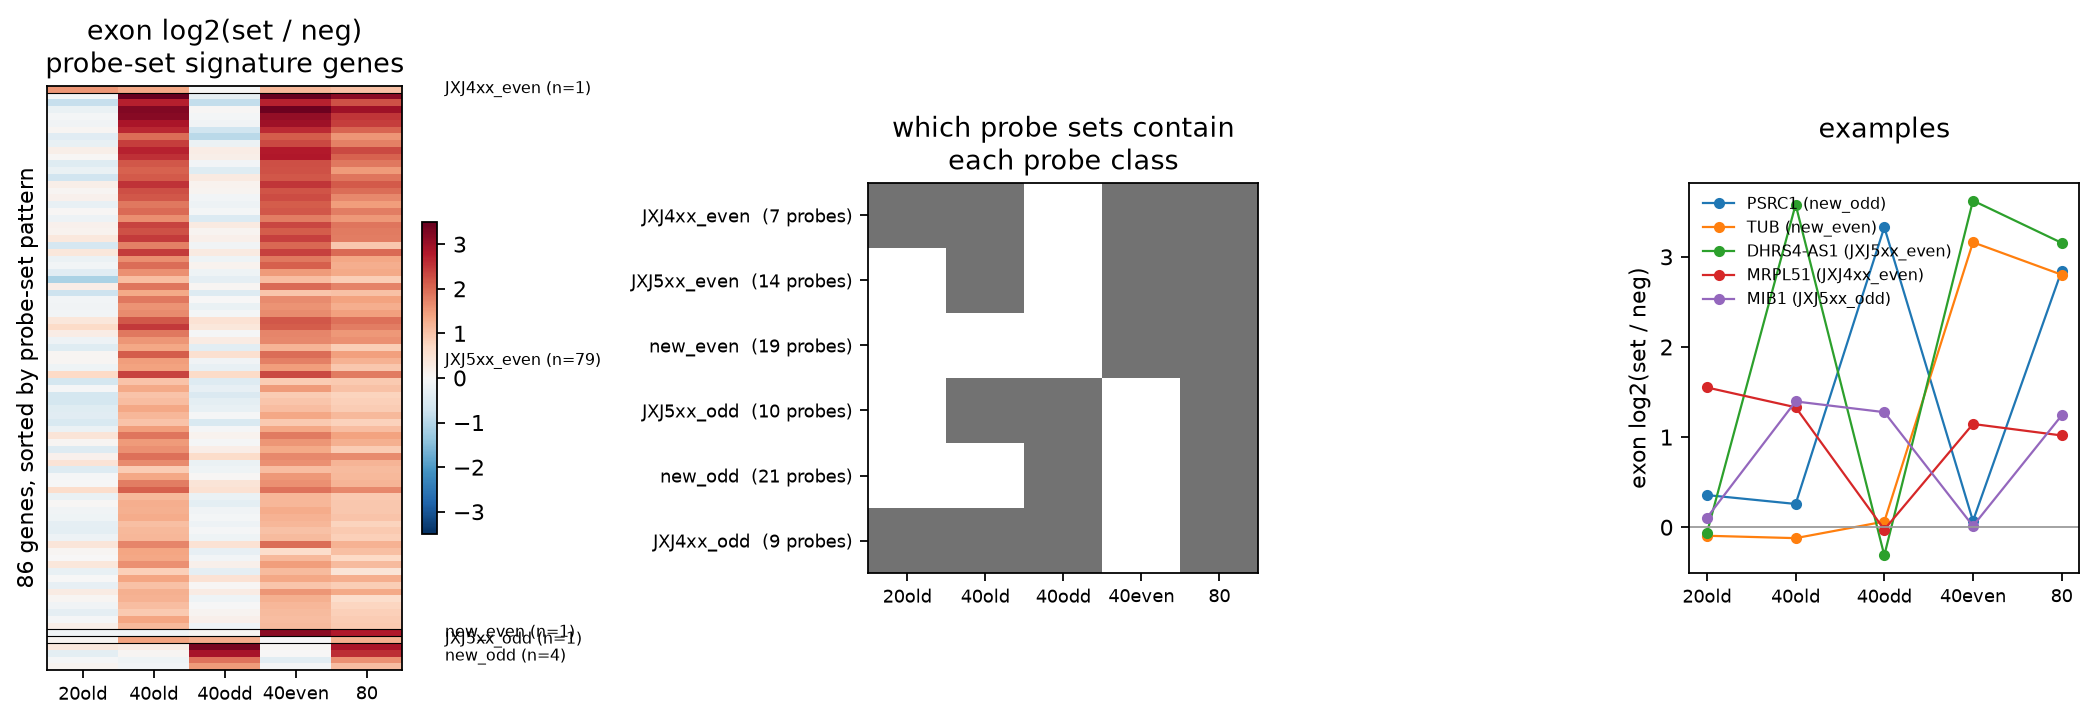 exon log2(set / neg)
probe-set signature genes
86 genes, sorted by probe-set pattern
JXJ4xx_even (n=1)
JXJ5xx_even (n=79)
new_even (n=1)
JXJ5xx_odd (n=1)
new_odd (n=4)
20old
40old
40odd
40even
80
3
2
1
0
−1
−2
−3
which probe sets contain
each probe class
JXJ4xx_even (7 probes)
JXJ5xx_even (14 probes)
new_even (19 probes)
JXJ5xx_odd (10 probes)
new_odd (21 probes)
JXJ4xx_odd (9 probes)
20old
40old
40odd
40even
80
examples
exon log2(set / neg)
3
2
1
0
PSRC1 (new_odd)
TUB (new_even)
DHRS4-AS1 (JXJ5xx_even)
MRPL51 (JXJ4xx_even)
MIB1 (JXJ5xx_odd)
20old
40old
40odd
40even
80